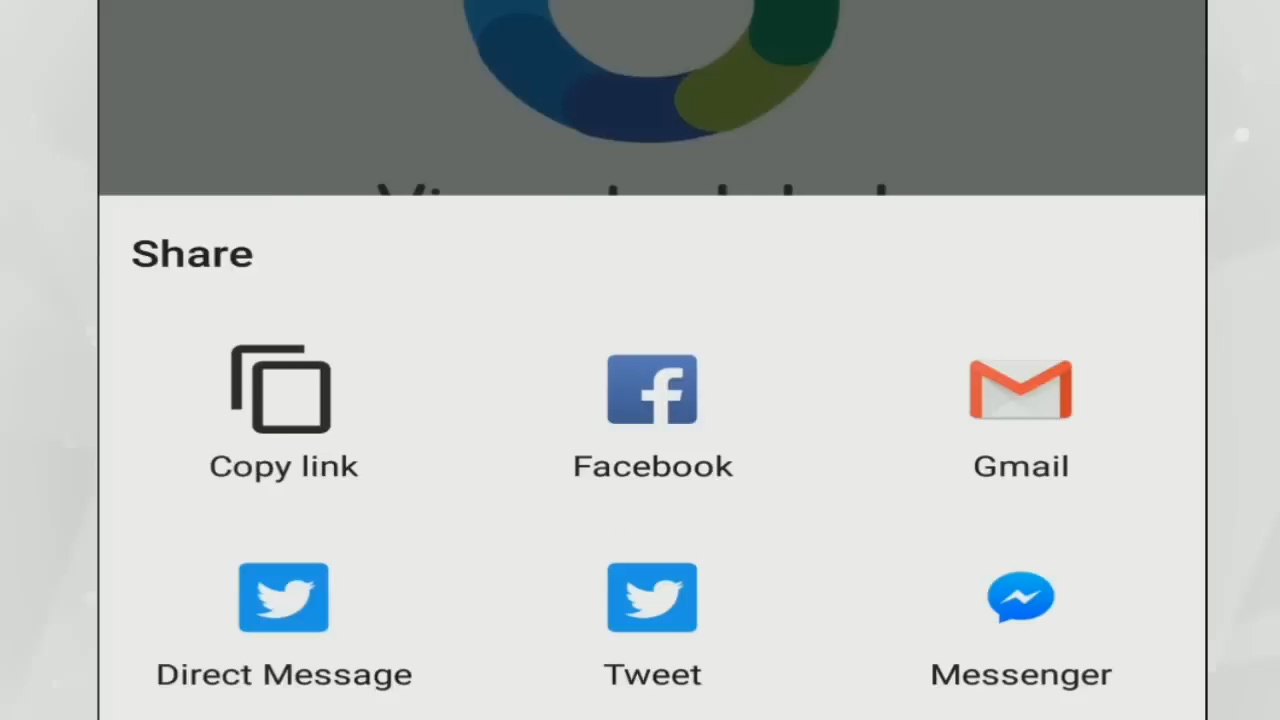 Share
Copy link
Facebook
Gmail
Direct Message
Tweet
Messenger